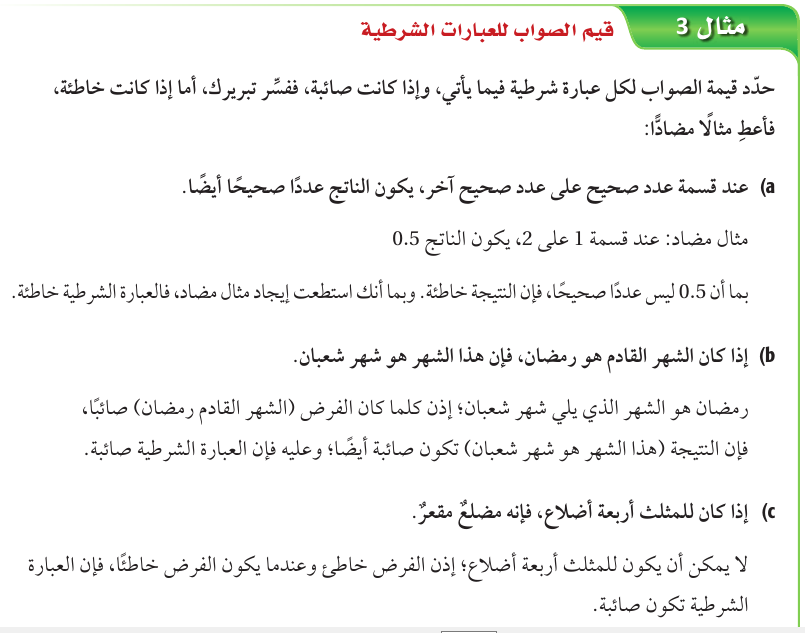 مثال 3
قيم الصواب للعبارات الشرطية
حدّد قيمة الصواب لكل عبارة شرطية فيما يأتي، وإذا كانت صائبة، ففسِّر تبريرك، أما إذا كانت خاطئة،
فأعطِ مثالًا مضادًّا:
a) عند قسمة عدد صحيح على عدد صحيح آخر، يكون الناتج عددًا صحيحًا أيضًا.
مثال مضاد: عند قسمة 1 على 2، يكون الناتج 0.5
بما أن 0.5 ليس عددًا صحيحًا، فإن النتيجة خاطئة. وبما أنك استطعت إيجاد مثال مضاد، فالعبارة الشرطية خاطئة.
b) إذا كان الشهر القادم هو رمضان، فإن هذا الشهر هو شهر شعبان.
رمضان هو الشهر الذي يلي شهر شعبان؛ إذن كلما كان الفرض (الشهر القادم رمضان) صائبًا،
فإن النتيجة (هذا الشهر هو شهر شعبان) تكون صائبة أيضًا؛ وعليه فإن العبارة الشرطية صائبة.
c) إذا كان للمثلث أربعة أضلاع، فإنه مضلعٌ مقعرٌ.
لا يمكن أن يكون للمثلث أربعة أضلاع؛ إذن الفرض خاطئ وعندما يكون الفرض خاطئًا، فإن العبارة
الشرطية تكون صائبة.